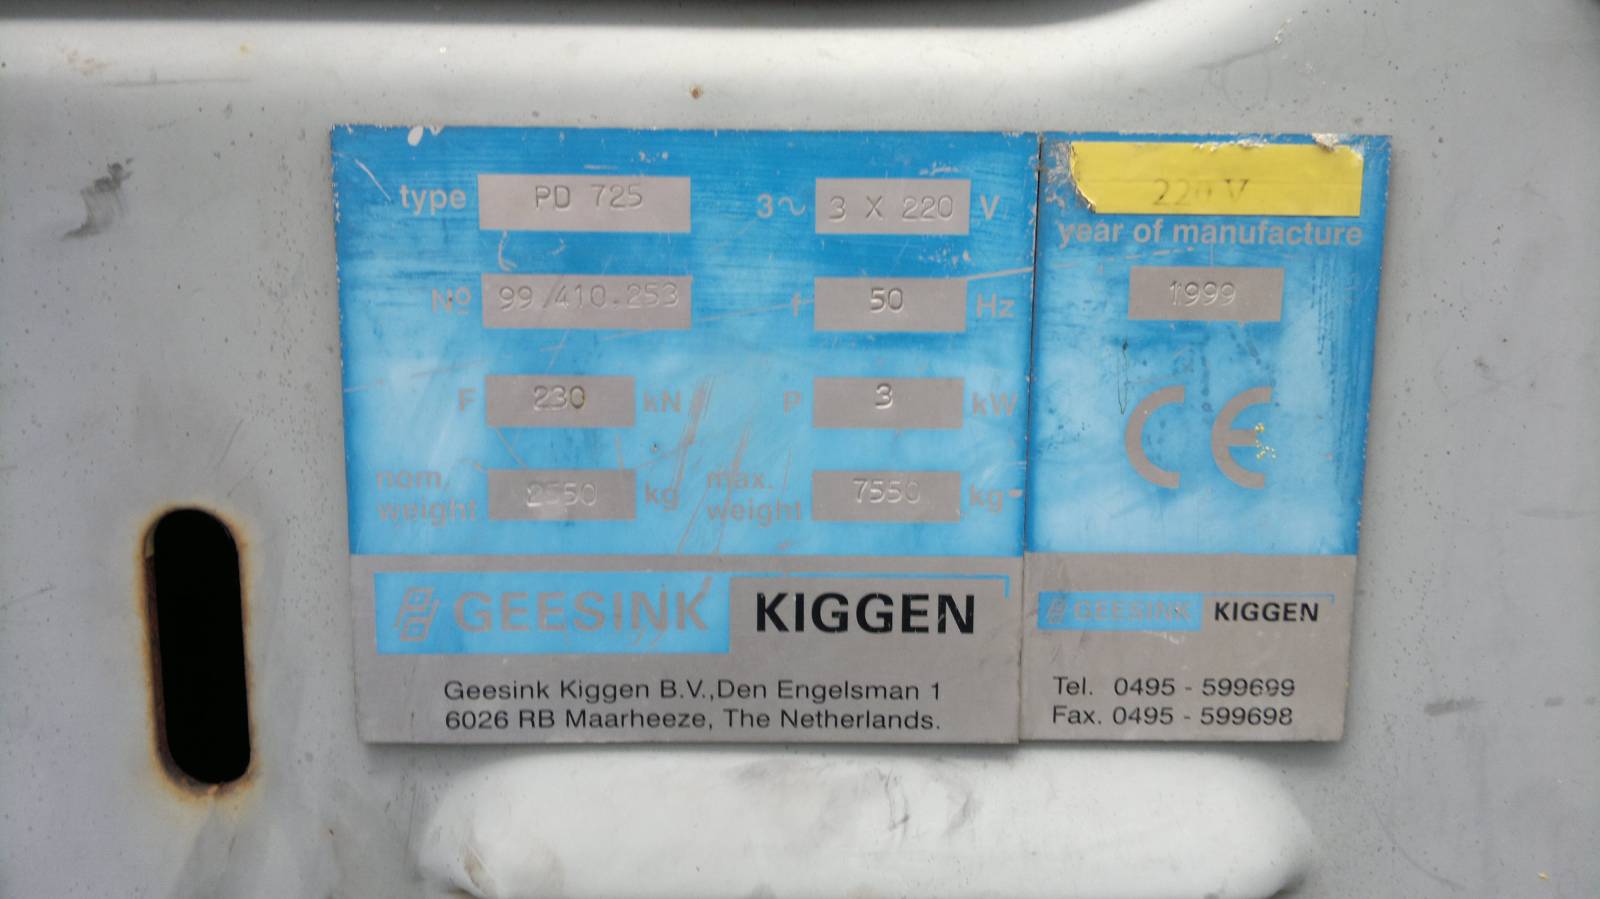 type PD 725
3~ 3 X 220 V
Nº 99/410.253
f 50 Hz
F 230 kN
P 3 kW
nom. weight 2550 kg
max. weight 7550 kg
GEESINK KIGGEN
Geesink Kiggen B.V.,Den Engelsman 1
6026 RB Maarheeze, The Netherlands.
220 V
year of manufacture
1999
CE
GEESINK KIGGEN
Tel. 0495 - 599699
Fax. 0495 - 599698